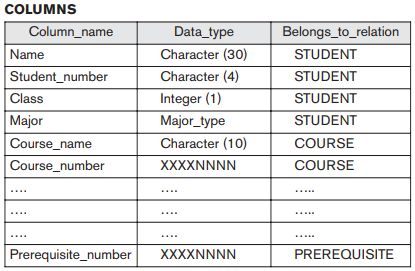 COLUMNS
Column_name Data_type Belongs_to_relation
Name Character (30) STUDENT
Student_number Character (4) STUDENT
Class Integer (1) STUDENT
Major Major_type STUDENT
Course_name Character (10) COURSE
Course_number XXXXNNNN COURSE
…. …. …..
…. …. …..
…. …. …..
Prerequisite_number XXXXNNNN PREREQUISITE